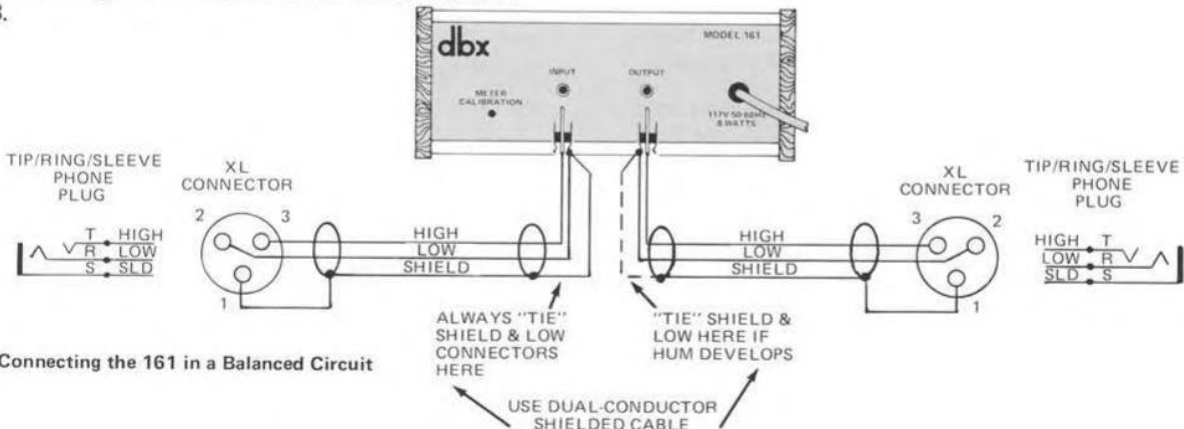 3.
dbx
MODEL 161
INPUT
OUTPUT
METER
CALIBRATION
117V 50-60Hz
8 WATTS
TIP/RING/SLEEVE
PHONE
PLUG
XL
CONNECTOR
2
3
1
T HIGH
R LOW
S SLD
HIGH
LOW
SHIELD
HIGH
LOW
SHIELD
XL
CONNECTOR
3
2
1
TIP/RING/SLEEVE
PHONE
PLUG
HIGH T
LOW R
SLD S
ALWAYS "TIE"
SHIELD & LOW
CONNECTORS
HERE
"TIE" SHIELD &
LOW HERE IF
HUM DEVELOPS
Connecting the 161 in a Balanced Circuit
USE DUAL-CONDUCTOR
SHIELDED CABLE